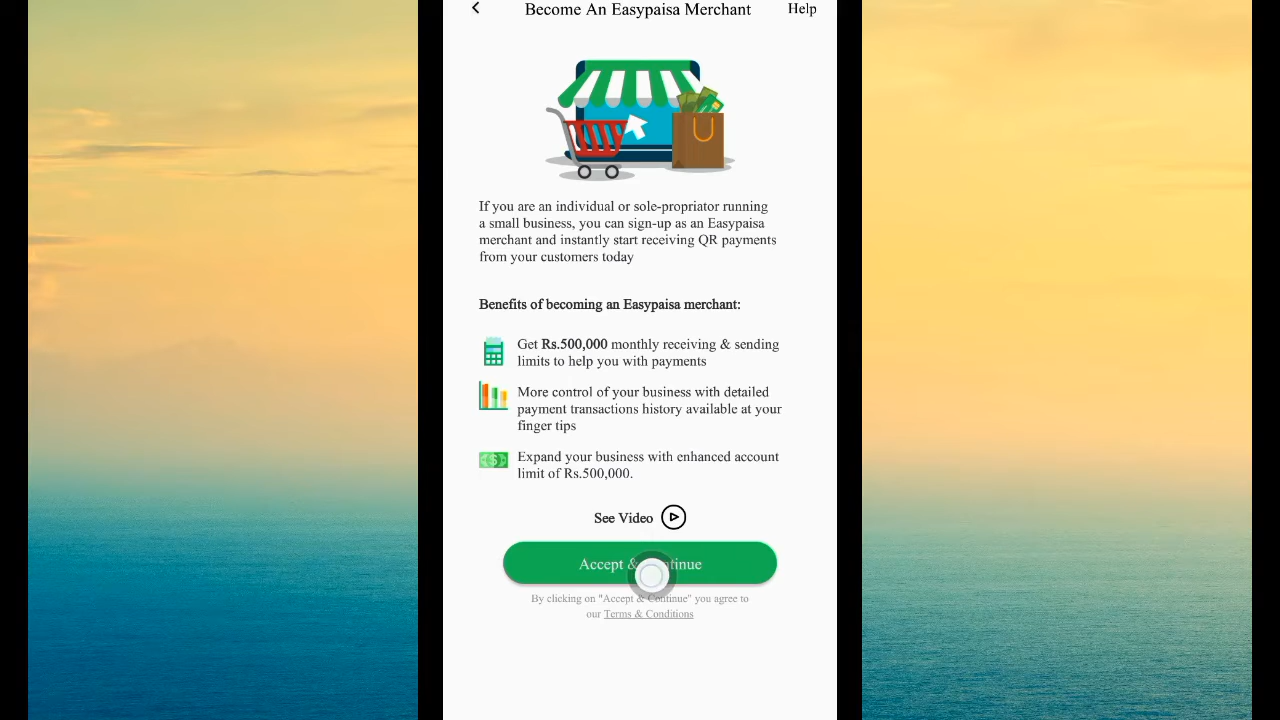 Become An Easypaisa Merchant
Help
If you are an individual or sole-propriator running
a small business, you can sign-up as an Easypaisa
merchant and instantly start receiving QR payments
from your customers today
Benefits of becoming an Easypaisa merchant:
Get Rs.500,000 monthly receiving & sending
limits to help you with payments
More control of your business with detailed
payment transactions history available at your
finger tips
Expand your business with enhanced account
limit of Rs.500,000.
See Video
Accept & Continue
By clicking on "Accept & Continue" you agree to
our Terms & Conditions